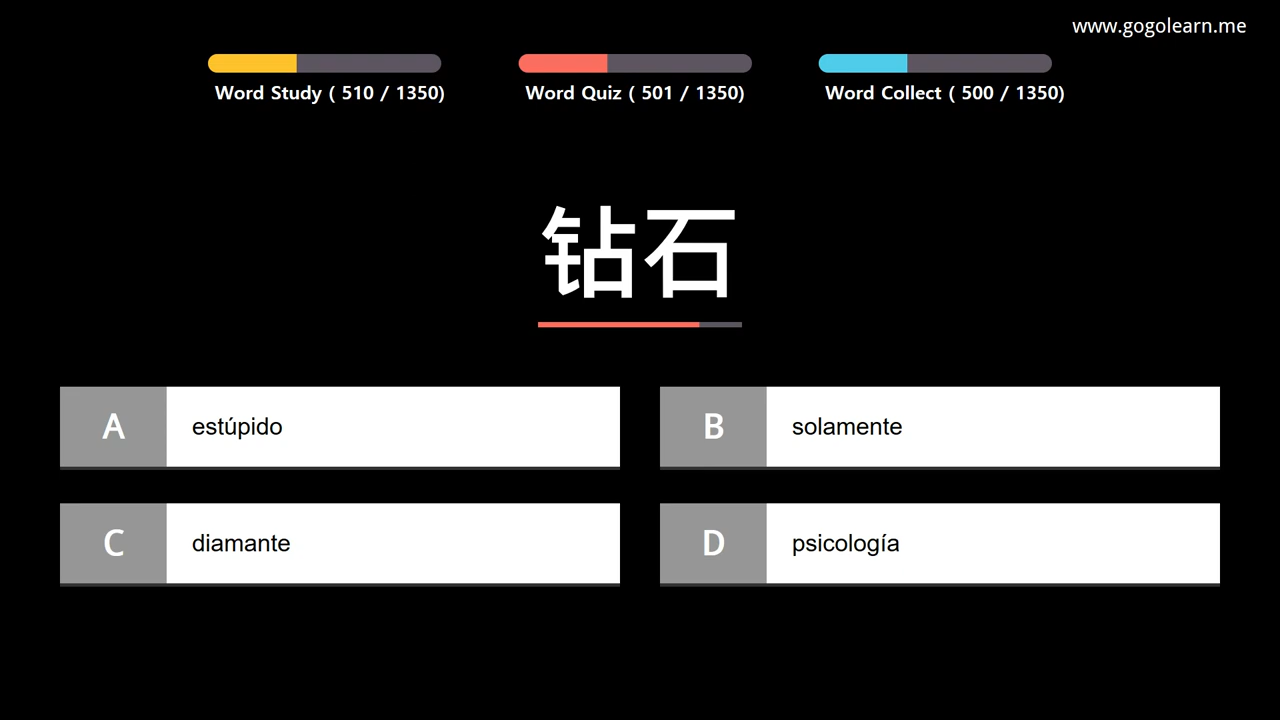 www.gogolearn.me
Word Study ( 510 / 1350)
Word Quiz ( 501 / 1350)
Word Collect ( 500 / 1350)
钻石
A estúpido
B solamente
C diamante
D psicología